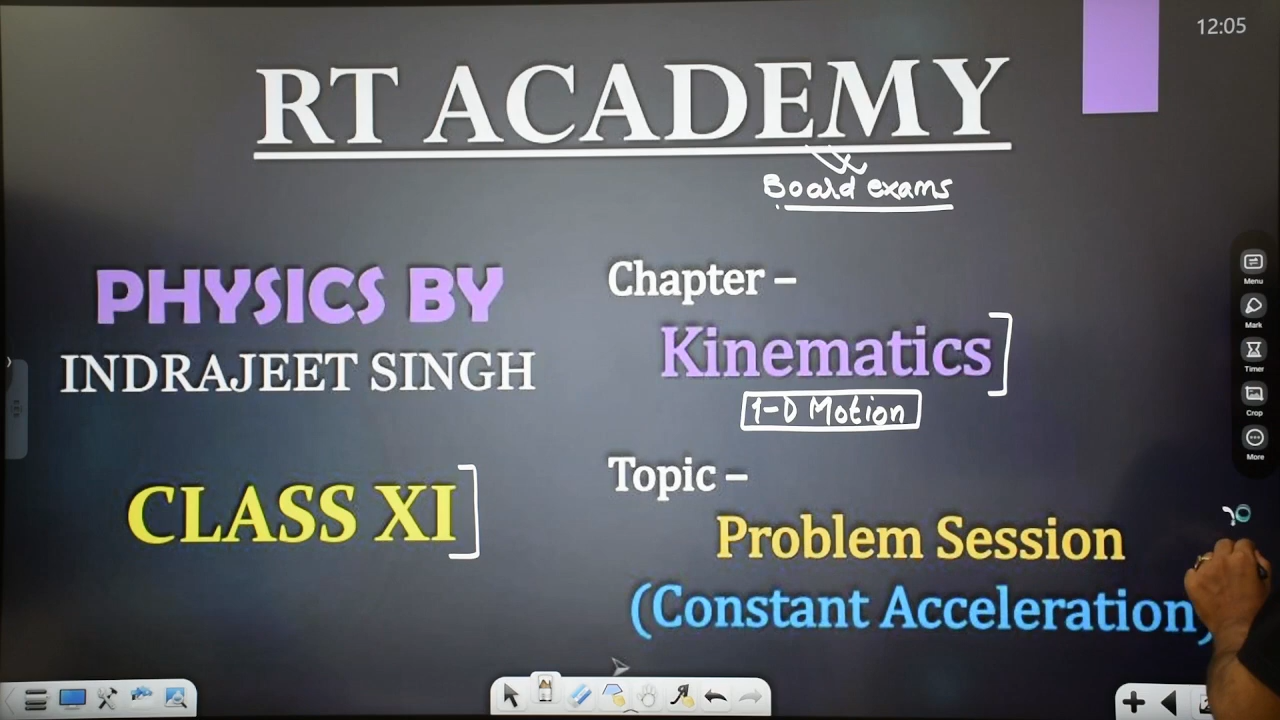 12:05
RT ACADEMY
Board exams
PHYSICS BY
INDRAJEET SINGH
CLASS XI
Chapter –
Kinematics
1-D Motion
Topic –
Problem Session
(Constant Acceleration)
Menu
Mark
Timer
Crop
More